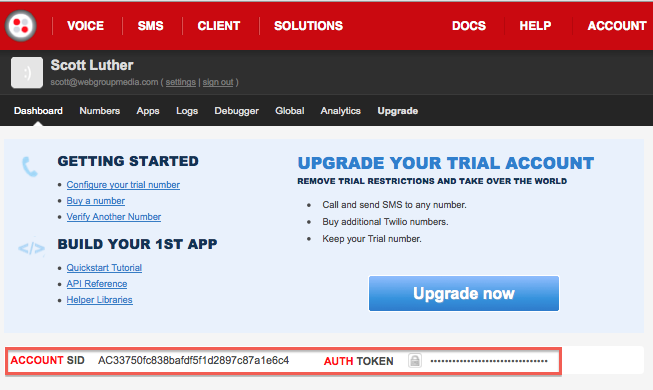 VOICE SMS CLIENT SOLUTIONS DOCS HELP ACCOUNT
:)
Scott Luther
scott@webgroupmedia.com ( settings | sign out )
Dashboard Numbers Apps Logs Debugger Global Analytics Upgrade
GETTING STARTED
• Configure your trial number
• Buy a number
• Verify Another Number
</>
BUILD YOUR 1ST APP
• Quickstart Tutorial
• API Reference
• Helper Libraries
UPGRADE YOUR TRIAL ACCOUNT
REMOVE TRIAL RESTRICTIONS AND TAKE OVER THE WORLD
• Call and send SMS to any number.
• Buy additional Twilio numbers.
• Keep your Trial number.
Upgrade now
ACCOUNT SID AC33750fc838bafdf5f1d2897c87a1e6c4 AUTH TOKEN ••••••••••••••••••••••••••••••••